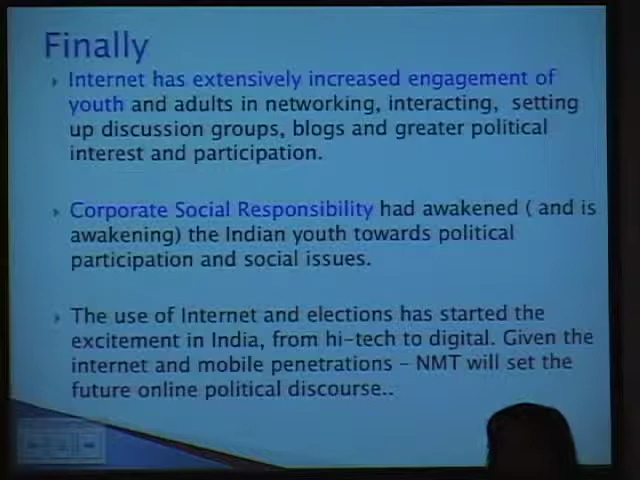 Finally
Internet has extensively increased engagement of
youth and adults in networking, interacting, setting
up discussion groups, blogs and greater political
interest and participation.
Corporate Social Responsibility had awakened ( and is
awakening) the Indian youth towards political
participation and social issues.
The use of Internet and elections has started the
excitement in India, from hi-tech to digital. Given the
internet and mobile penetrations - NMT will set the
future online political discourse..